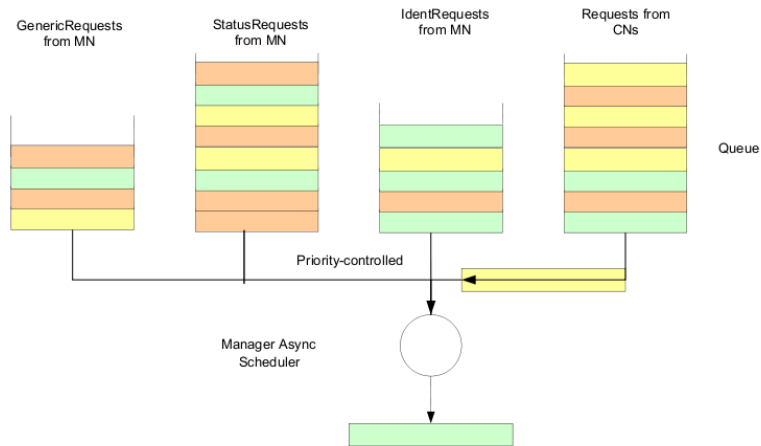 GenericRequests
from MN
StatusRequests
from MN
IdentRequests
from MN
Requests from
CNs
Queue
Priority-controlled
Manager Async
Scheduler